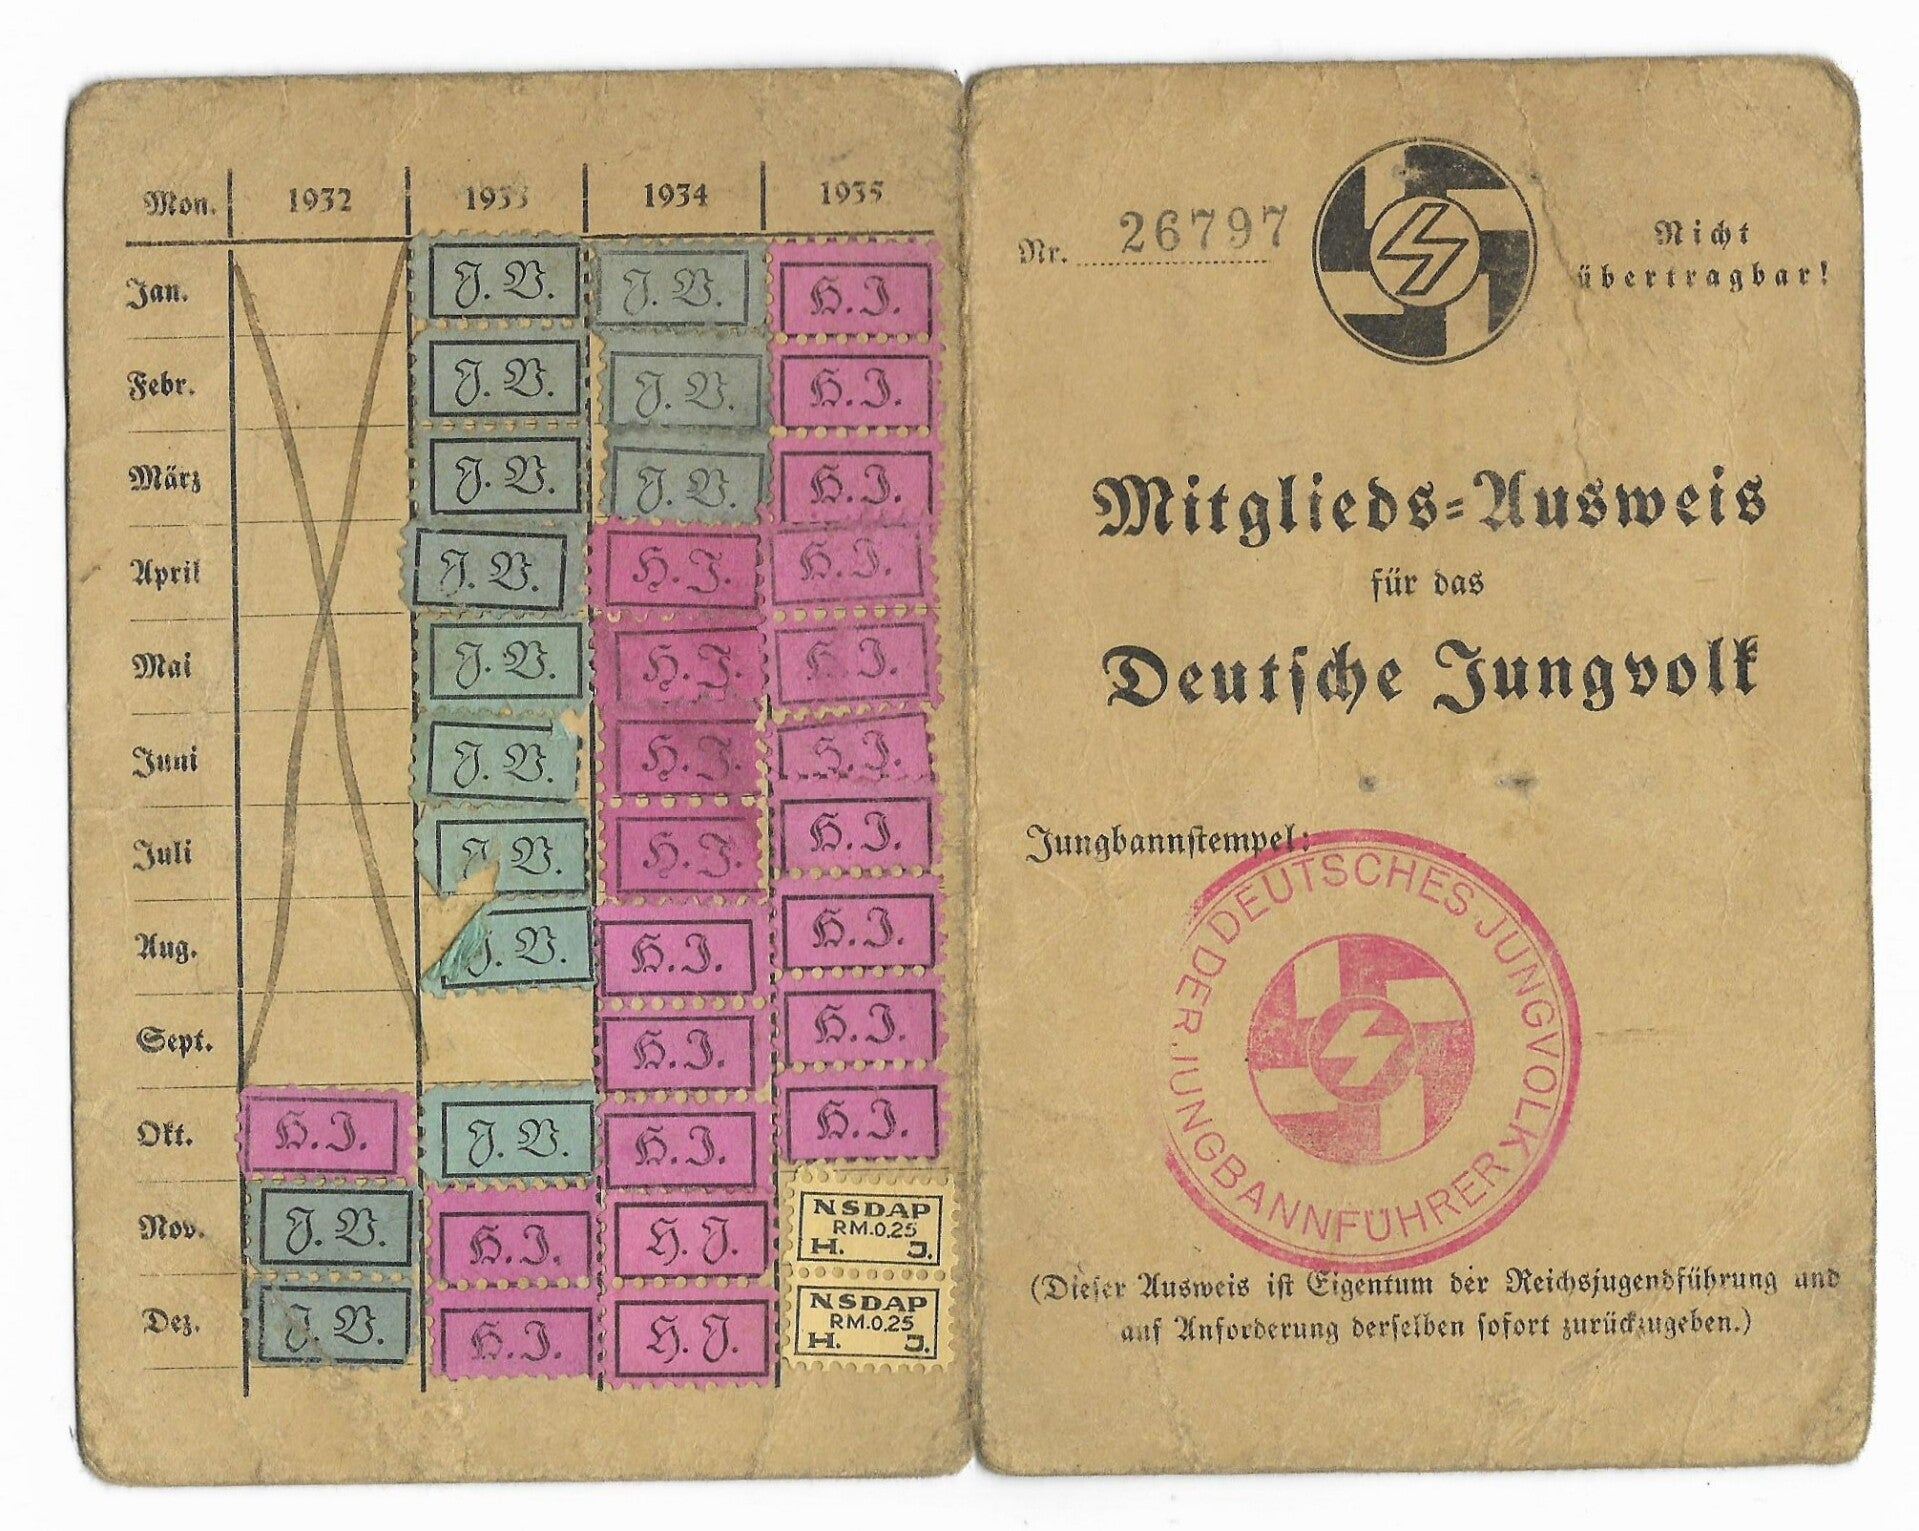 Mon. 1932 1933 1934 1935
Jan. J. V. J. V. H. J.
Febr. J. V. J. V. H. J.
März J. V. J. V. H. J.
April J. V. H. J. H. J.
Mai J. V. H. J. H. J.
Juni J. V. H. J. H. J.
Juli J. V. H. J. H. J.
Aug. J. V. H. J. H. J.
Sept. H. J. H. J.
Okt. H. J. J. V. H. J. H. J.
Nov. J. V. H. J. H. J. NSDAP
RM.0,25
H. J.
Dez. J. V. H. J. H. J. NSDAP
RM.0,25
H. J.
Nr. 26797
Nicht
übertragbar!
Mitglieds=Ausweis
für das
Deutsche Jungvolk
Jungbannstempel:
DEUTSCHES JUNGVOLK
DER JUNGBANNFÜHRER
(Dieser Ausweis ist Eigentum der Reichsjugendführung und
auf Anforderung derselben sofort zurückzugeben.)